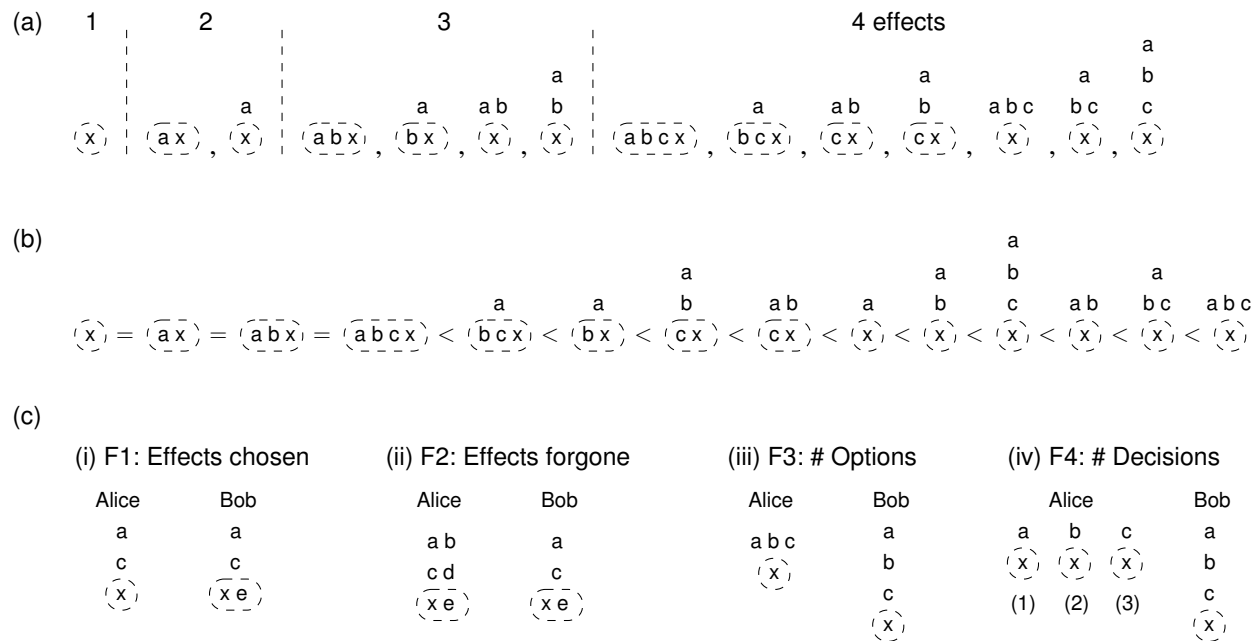 (a) 1 2 3 4 effects
a
a a b
a a a b b a b c b c c
x a x , x a b x , b x , x , x a b c x , b c x , c x , c x , x , x , x
(b)
a
a a b a
a a b a b a b c a b b c a b c
x = a x = a b x = a b c x < b c x < b x < c x < c x < x < x < x < x < x < x
(c)
(i) F1: Effects chosen (ii) F2: Effects forgone (iii) F3: # Options (iv) F4: # Decisions
Alice Bob Alice Bob Alice Bob Alice Bob
a a a b a a b c a a b c a
c c c d c x b x x x b
x x e x e x e c (1) (2) (3) c
x x